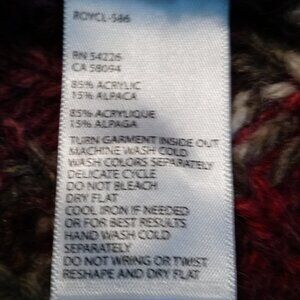 ROYCL-586
RN 54226
CA 58094
85% ACRYLIC
15% ALPACA
85% ACRYLIQUE
15% ALPAGA
TURN GARMENT INSIDE OUT
MACHINE WASH COLD
WASH COLORS SEPARATELY
DELICATE CYCLE
DO NOT BLEACH
DRY FLAT
COOL IRON IF NEEDED
OR FOR BEST RESULTS
HAND WASH COLD
SEPARATELY
DO NOT WRING OR TWIST
RESHAPE AND DRY FLAT